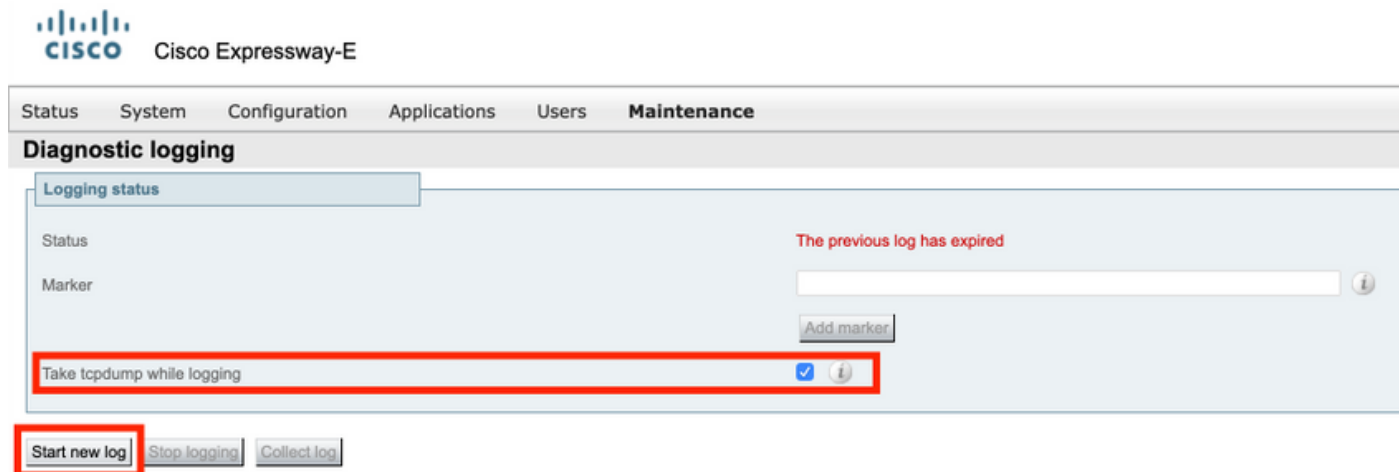 CISCO Cisco Expressway-E
Status System Configuration Applications Users Maintenance
Diagnostic logging
Logging status
Status The previous log has expired
Marker i
Add marker
Take tcpdump while logging i
Start new log Stop logging Collect log